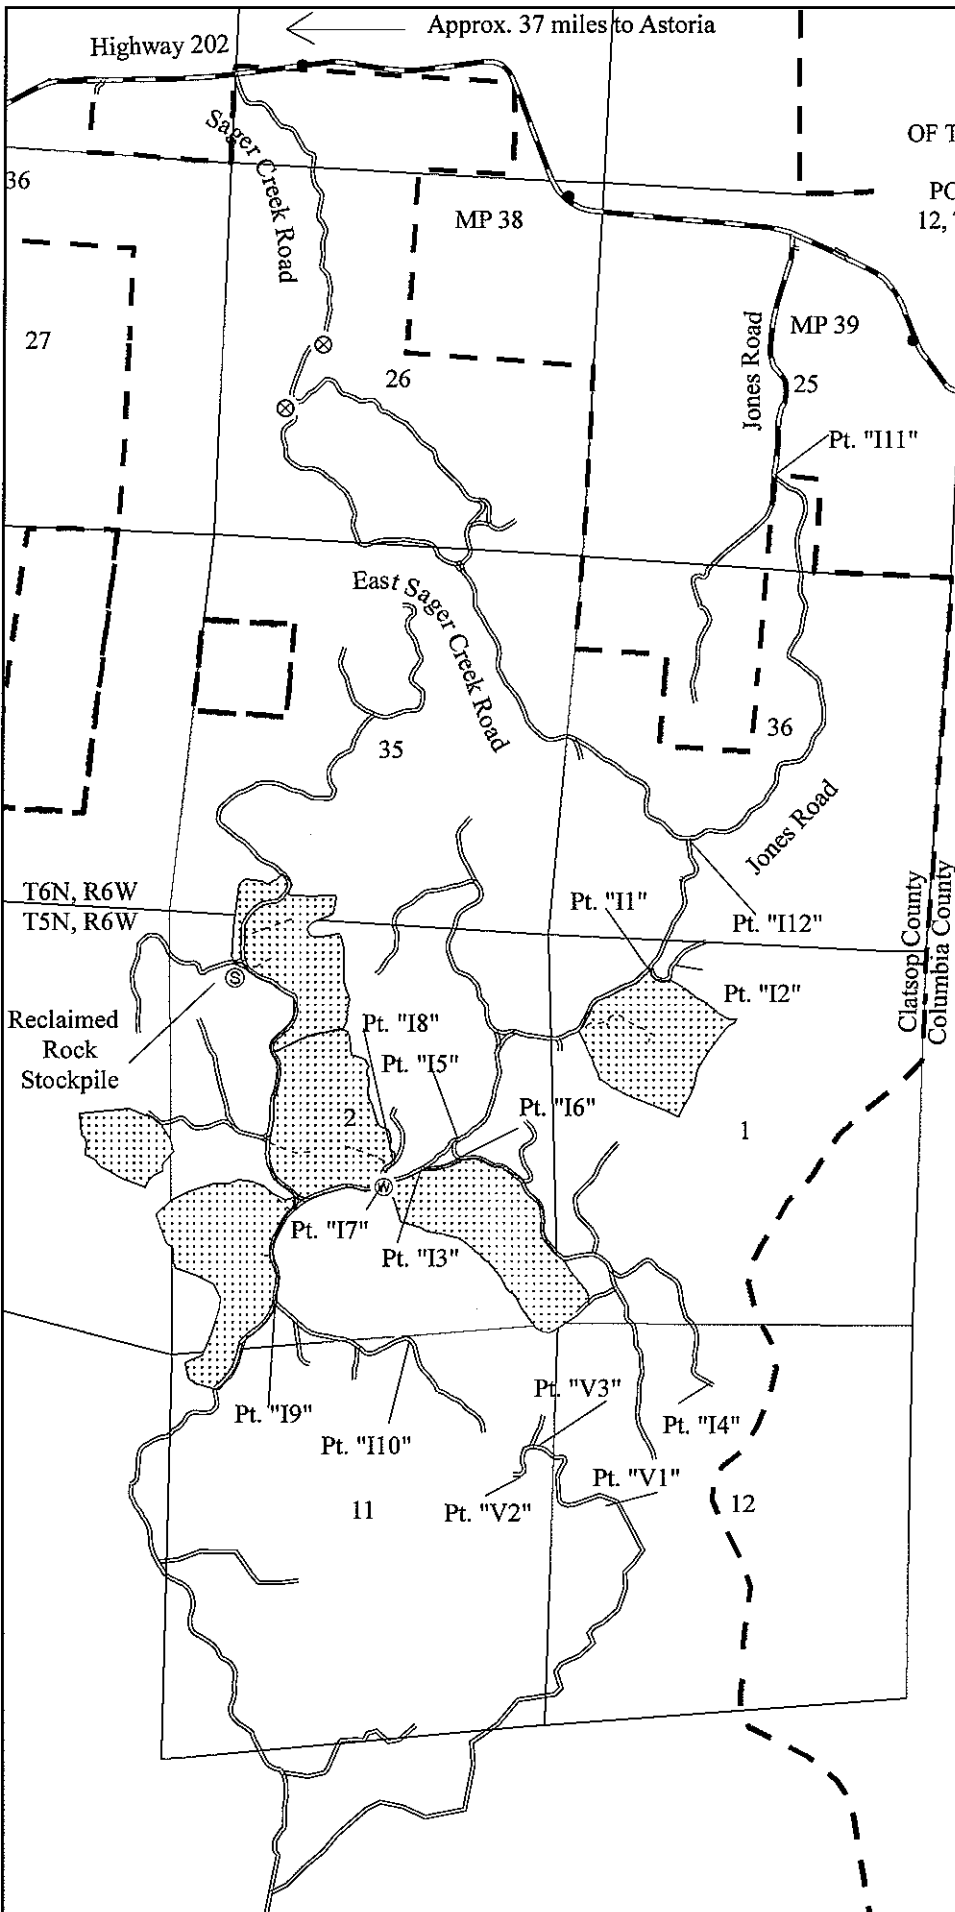 Approx. 37 miles to Astoria
Highway 202
OF T
Sager Creek Road
36
PO
MP 38
12,
MP 39
27
Jones Road
26
25
Pt. "I11"
East Sager Creek Road
36
35
Jones Road
T6N, R6W
T5N, R6W
Pt. "I1"
Pt. "I12"
Clatsop County
Columbia County
Pt. "I2"
S
Reclaimed
Rock
Stockpile
Pt. "I8"
Pt. "I5"
Pt. "I6"
2
1
W
Pt. "I7"
Pt. "I3"
Pt. "V3"
Pt. "I9"
Pt. "I4"
Pt. "I10"
Pt. "V1"
11
Pt. "V2"
12